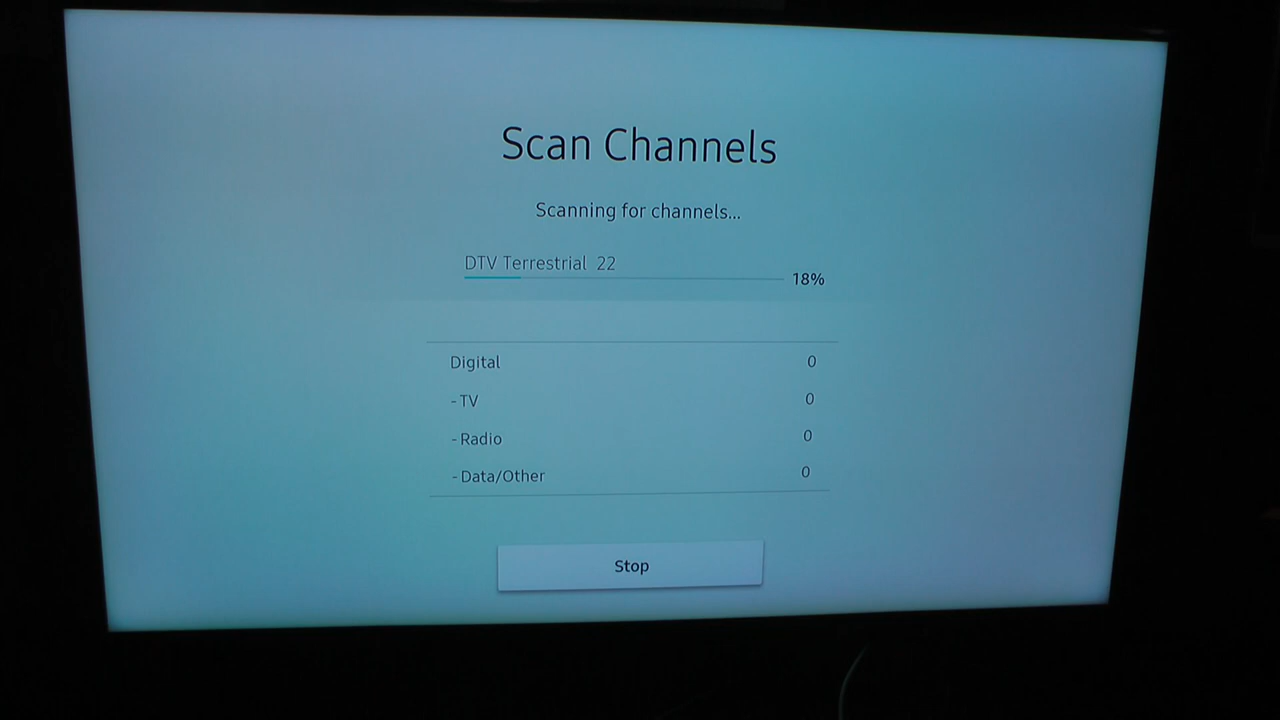 Scan Channels
Scanning for channels...
DTV Terrestrial 22
18%
Digital 0
-TV 0
-Radio 0
-Data/Other 0
Stop